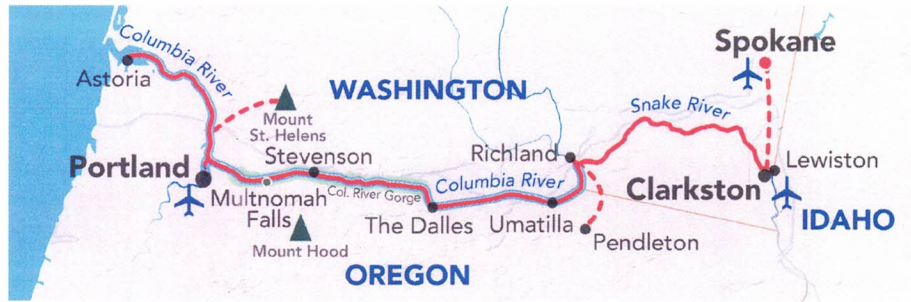 Columbia River
Astoria
WASHINGTON
Spokane
Mount
St. Helens
Snake River
Portland
Stevenson
Richland
Lewiston
Multnomah
Falls
Col. River Gorge
Columbia River
Clarkston
The Dalles
Umatilla
IDAHO
Mount Hood
Pendleton
OREGON